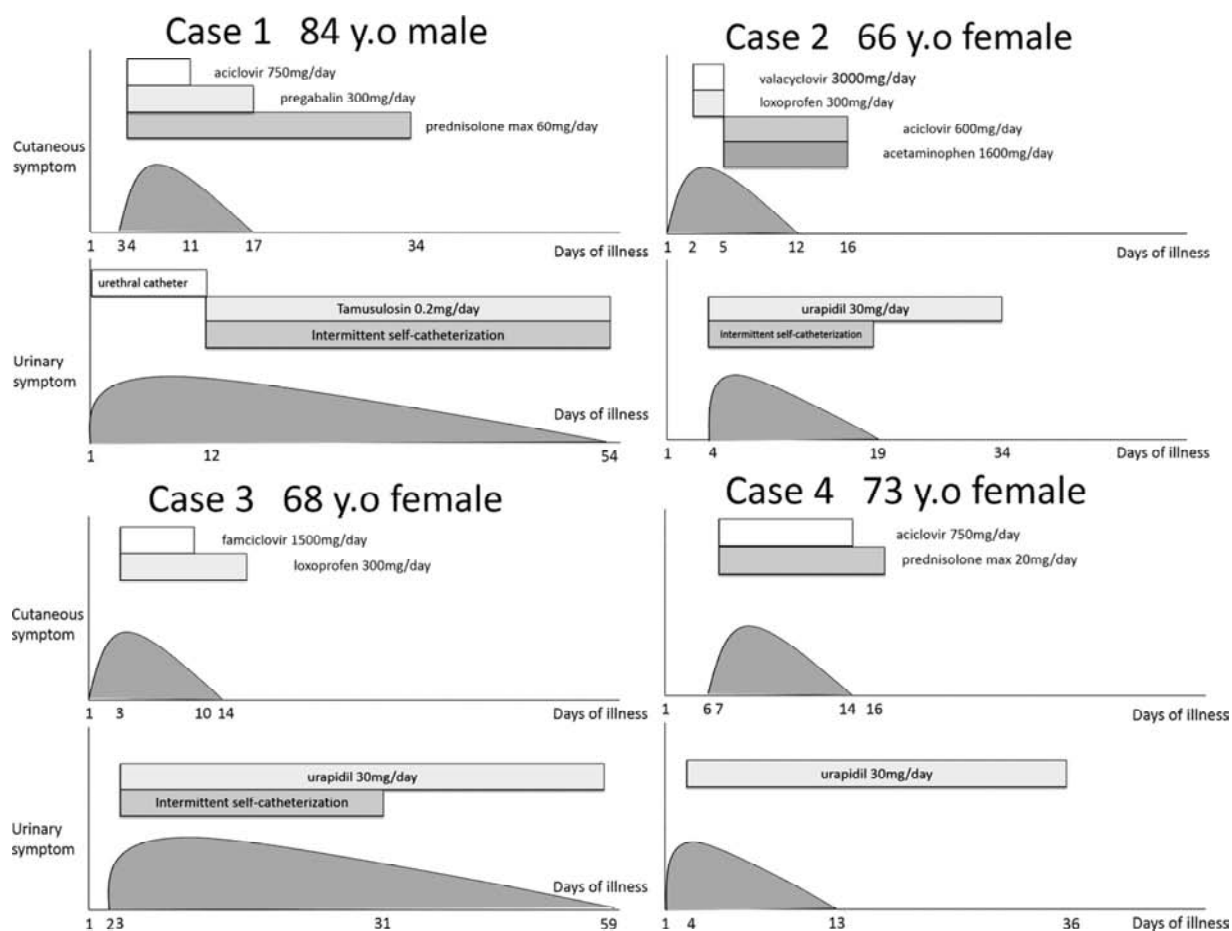 Case 1 84 y.o male
aciclovir 750mg/day
pregabalin 300mg/day
prednisolone max 60mg/day
Cutaneous
symptom
1 3 4 11 17 34 Days of illness
urethral catheter
Tamusulosin 0.2mg/day
Intermittent self-catheterization
Urinary
symptom
Days of illness
1 12 54
Case 2 66 y.o female
valacyclovir 3000mg/day
loxoprofen 300mg/day
aciclovir 600mg/day
acetaminophen 1600mg/day
1 2 5 12 16 Days of illness
urapidil 30mg/day
Intermittent self-catheterization
1 4 19 34 Days of illness
Case 3 68 y.o female
famciclovir 1500mg/day
loxoprofen 300mg/day
Cutaneous
symptom
1 3 10 14 Days of illness
urapidil 30mg/day
Intermittent self-catheterization
Urinary
symptom
Days of illness
1 2 3 31 59
Case 4 73 y.o female
aciclovir 750mg/day
prednisolone max 20mg/day
1 6 7 14 16 Days of illness
urapidil 30mg/day
Days of illness
1 4 13 36